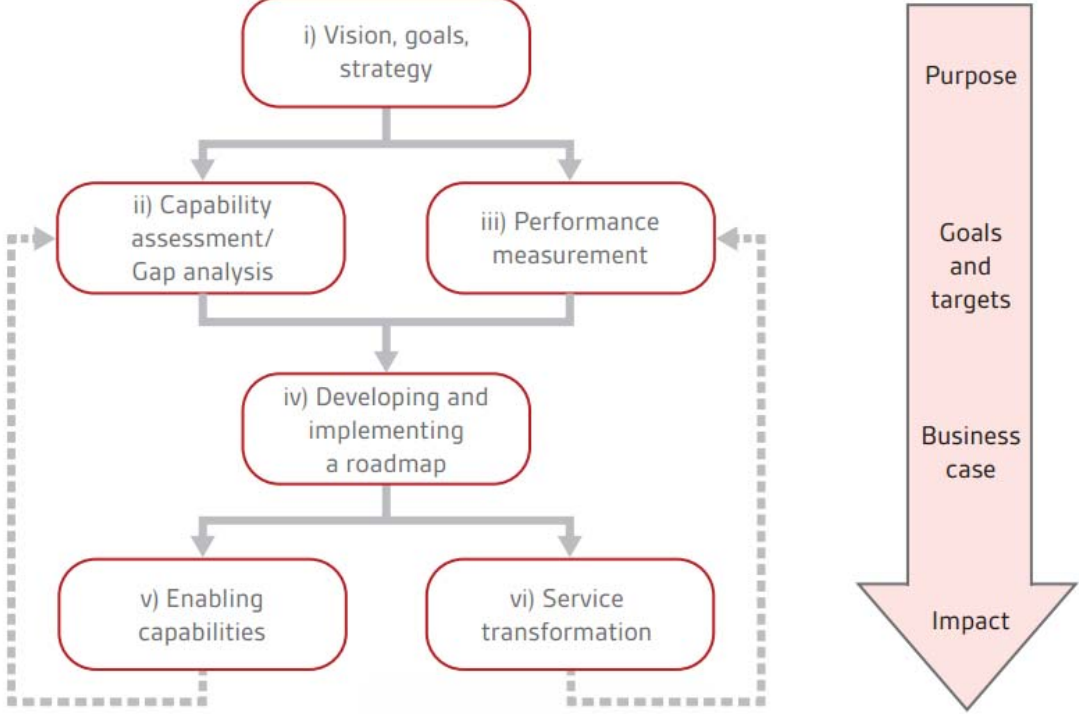 i) Vision, goals,
strategy
ii) Capability
assessment/
Gap analysis
iii) Performance
measurement
iv) Developing and
implementing
a roadmap
v) Enabling
capabilities
vi) Service
transformation
Purpose
Goals
and
targets
Business
case
Impact